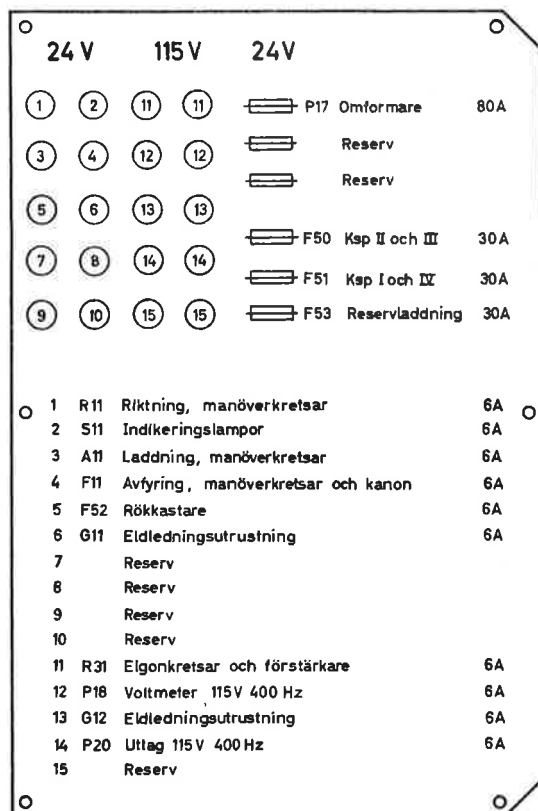 24 V 115 V 24 V
1 2 11 11 P17 Omformare 80A
Reserv
3 4 12 12
Reserv
5 6 13 13
F50 Ksp II och III 30A
7 8 14 14
F51 Ksp I och IV 30A
9 10 15 15 F53 Reservladdning 30A
1 R11 Riktning, manöverkretsar 6A
2 S11 Indikeringslampor 6A
3 A11 Laddning, manöverkretsar 6A
4 F11 Avfyring, manöverkretsar och kanon 6A
5 F52 Rökkastare 6A
6 G11 Eldledningsutrustning 6A
7 Reserv
8 Reserv
9 Reserv
10 Reserv
11 R31 Elgonkretsar och förstärkare 6A
12 P18 Voltmeter 115V 400 Hz 6A
13 G12 Eldledningsutrustning 6A
14 P20 Uttag 115 V 400 Hz 6A
15 Reserv